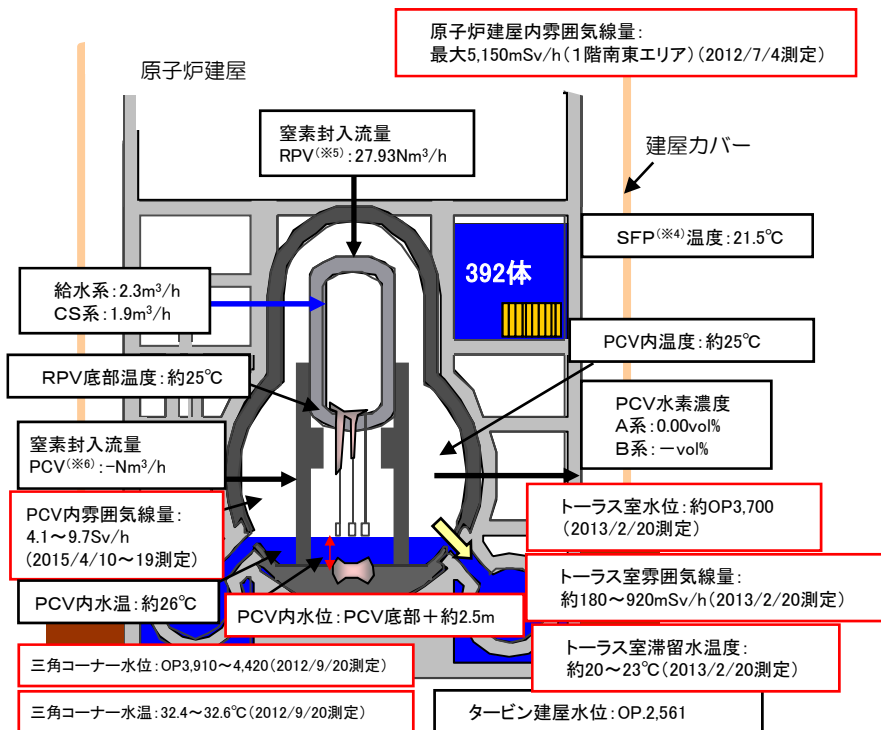 原子炉建屋内雰囲気線量：
最大5,150mSv/h（1階南東エリア）（2012/7/4測定）
原子炉建屋
窒素封入流量
RPV(※5)：27.93Nm³/h
建屋カバー
SFP(※4)温度：21.5℃
392体
給水系：2.3m³/h
CS系：1.9m³/h
PCV内温度：約25℃
RPV底部温度：約25℃
PCV水素濃度
A系：0.00vol%
B系：－vol%
窒素封入流量
PCV(※6)：-Nm³/h
PCV内雰囲気線量：
4.1～9.7Sv/h
（2015/4/10～19測定）
トーラス室水位：約OP3,700
（2013/2/20測定）
トーラス室雰囲気線量：
約180～920mSv/h（2013/2/20測定）
PCV内水温：約26℃
PCV内水位：PCV底部＋約2.5m
トーラス室滞留水温度：
約20～23℃（2013/2/20測定）
三角コーナー水位：OP3,910～4,420（2012/9/20測定）
三角コーナー水温：32.4～32.6℃（2012/9/20測定）
タービン建屋水位：OP.2,561